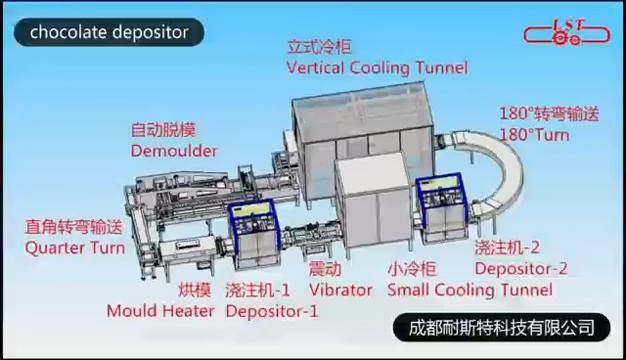 chocolate depositor
LST
立式冷柜
Vertical Cooling Tunnel
180°转弯输送
180°Turn
自动脱模
Demoulder
直角转弯输送
Quarter Turn
浇注机-2
Depositor-2
烘模
Mould Heater
浇注机-1
Depositor-1
震动
Vibrator
小冷柜
Small Cooling Tunnel
成都耐斯特科技有限公司